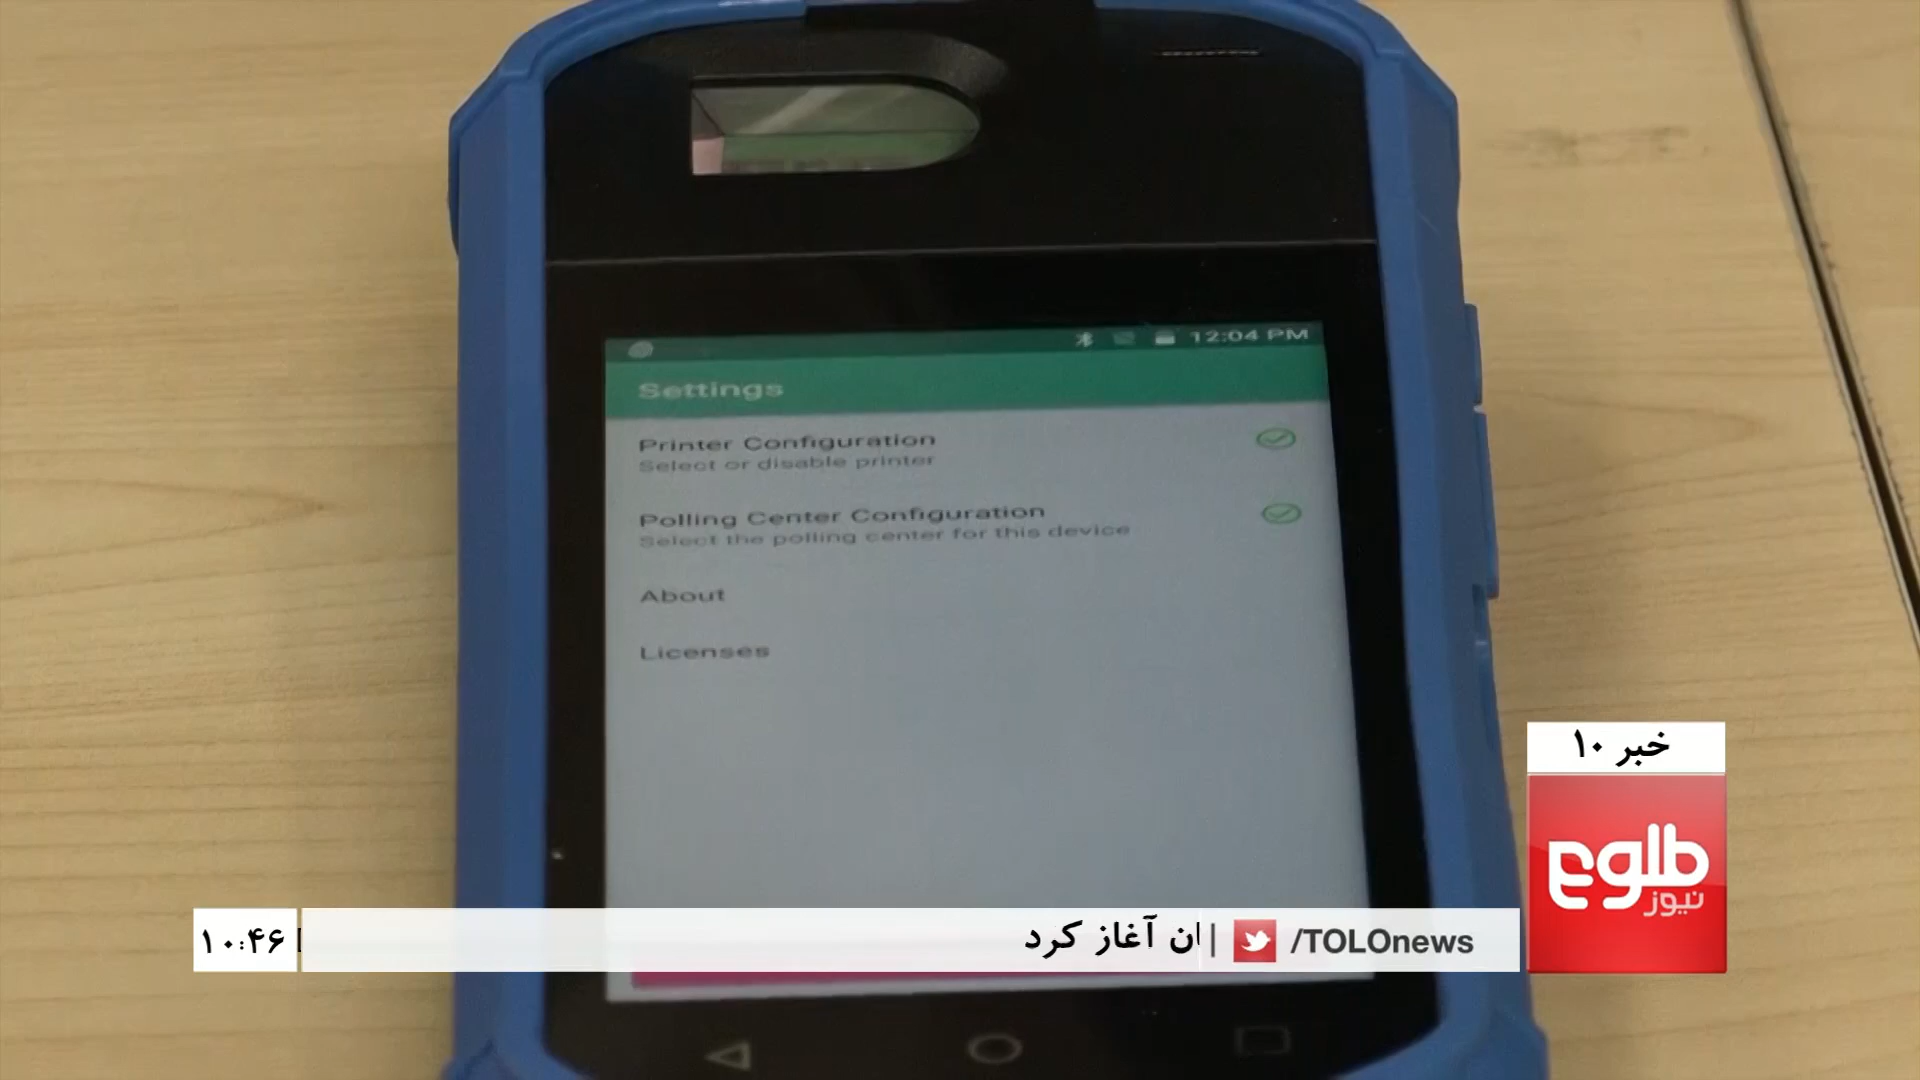 12:04 PM
Settings
Printer Configuration
Select or disable printer
Polling Center Configuration
Select the polling center for this device
About
Licenses
خبر ۱۰
طلوع
نیوز
۱۰:۴۶
آغاز کرد
/TOLOnews